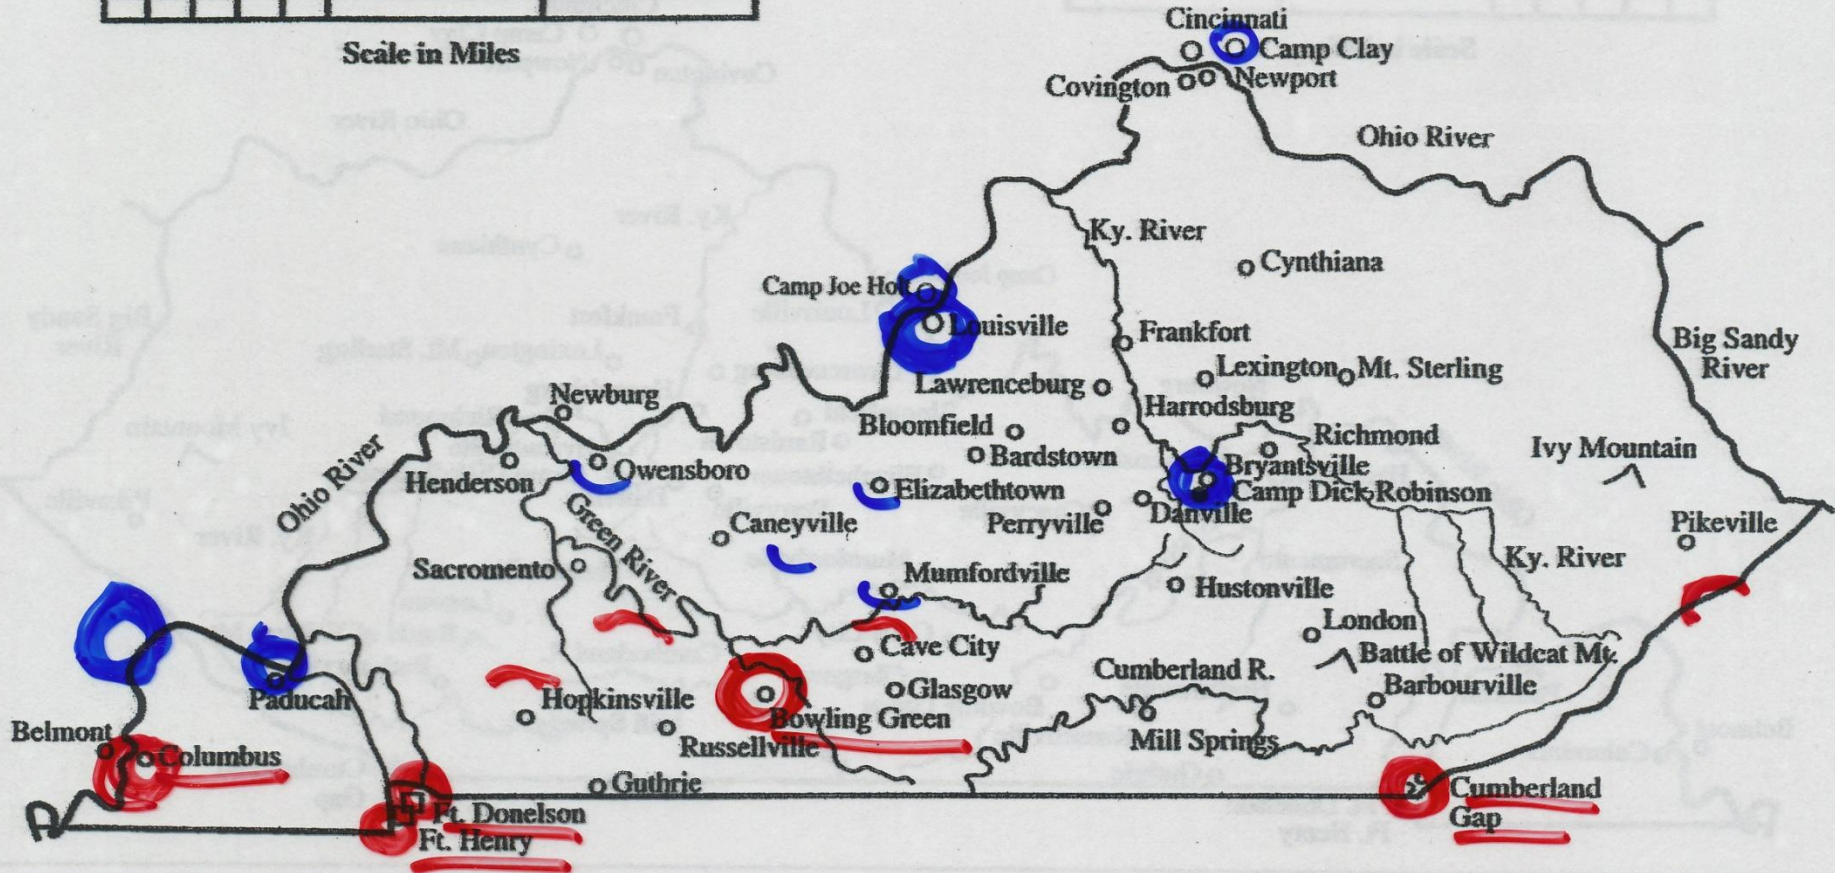 Scale in Miles
Cincinnati
Camp Clay
Covington
Newport
Ohio River
Ky. River
Cynthiana
Camp Joe Holt
Louisville
Frankfort
Big Sandy
River
Lexington
Mt. Sterling
Lawrenceburg
Newburg
Harrodsburg
Bloomfield
Richmond
Ivy Mountain
Bardstown
Ohio River
Owensboro
Bryantsville
Henderson
Elizabethtown
Camp Dick Robinson
Green River
Caneyville
Perryville
Danville
Pikeville
Sacromento
Mumfordville
Ky. River
Hustonville
London
Cave City
Battle of Wildcat Mt.
Cumberland R.
Barbourville
Paducah
Hopkinsville
Glasgow
Bowling Green
Belmont
Russellville
Mill Springs
Columbus
Guthrie
Cumberland
Gap
Ft. Donelson
Ft. Henry